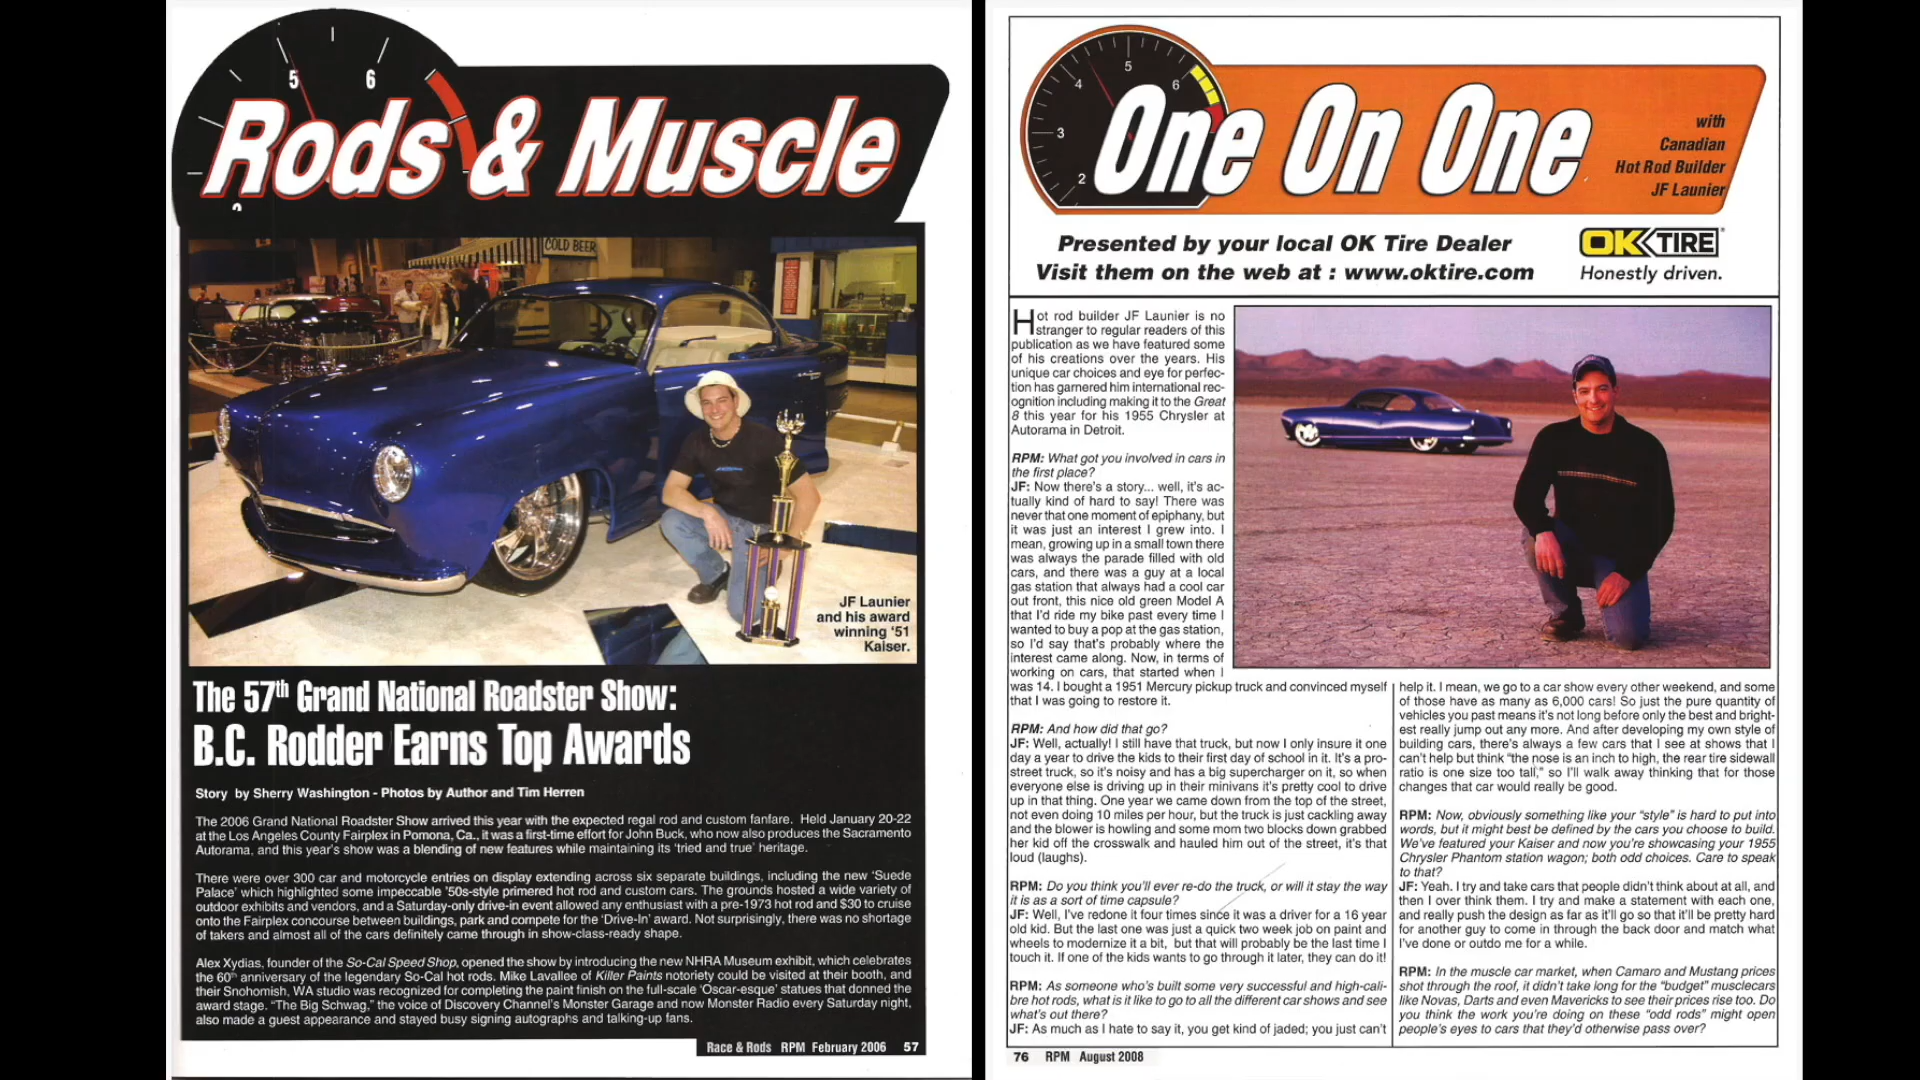 5
6
Rods & Muscle
COLD BEER
JF Launier
and his award
winning ‘51
Kaiser.
The 57th Grand National Roadster Show:
B.C. Rodder Earns Top Awards
Story by Sherry Washington - Photos by Author and Tim Herren
The 2006 Grand National Roadster Show arrived this year with the expected regal rod and custom fanfare. Held January 20-22
at the Los Angeles County Fairplex in Pomona, Ca., it was a first-time effort for John Buck, who now also produces the Sacramento
Autorama, and this year's show was a blending of new features while maintaining its 'tried and true' heritage.
There were over 300 car and motorcycle entries on display extending across six separate buildings, including the new 'Suede
Palace' which highlighted some impeccable '50s-style primered hot rod and custom cars. The grounds hosted a wide variety of
outdoor exhibits and vendors, and a Saturday-only drive-in event allowed any enthusiast with a pre-1973 hot rod and $30 to cruise
onto the Fairplex concourse between buildings, park and compete for the 'Drive-In' award. Not surprisingly, there was no shortage
of takers and almost all of the cars definitely came through in show-class-ready shape.
Alex Xydias, founder of the So-Cal Speed Shop, opened the show by introducing the new NHRA Museum exhibit, which celebrates
the 60th anniversary of the legendary So-Cal hot rods. Mike Lavallee of Killer Paints notoriety could be visited at their booth, and
their Snohomish, WA studio was recognized for completing the paint finish on the full-scale 'Oscar-esque' statues that donned the
award stage. "The Big Schwag," the voice of Discovery Channel's Monster Garage and now Monster Radio every Saturday night,
also made a guest appearance and stayed busy signing autographs and talking-up fans.
Race & Rods RPM February 2006 57
2
3
4
5
6
One On One
with
Canadian
Hot Rod Builder
JF Launier
Presented by your local OK Tire Dealer
Visit them on the web at : www.oktire.com
OK TIRE
Honestly driven.
Hot rod builder JF Launier is no
stranger to regular readers of this
publication as we have featured some
of his creations over the years. His
unique car choices and eye for perfec-
tion has garnered him international rec-
ognition including making it to the Great
8 this year for his 1955 Chrysler at
Autorama in Detroit.
RPM: What got you involved in cars in
the first place?
JF: Now there's a story... well, it's ac-
tually kind of hard to say! There was
never that one moment of epiphany, but
it was just an interest I grew into. I
mean, growing up in a small town there
was always the parade filled with old
cars, and there was a guy at a local
gas station that always had a cool car
out front, this nice old green Model A
that I'd ride my bike past every time I
wanted to buy a pop at the gas station,
so I'd say that's probably where the
interest came along. Now, in terms of
working on cars, that started when I
was 14. I bought a 1951 Mercury pickup truck and convinced myself
that I was going to restore it.
RPM: And how did that go?
JF: Well, actually! I still have that truck, but now I only insure it one
day a year to drive the kids to their first day of school in it. It's a pro-
street truck, so it's noisy and has a big supercharger on it, so when
everyone else is driving up in their minivans it's pretty cool to drive
up in that thing. One year we came down from the top of the street,
not even doing 10 miles per hour, but the truck is just cackling away
and the blower is howling and some mom two blocks down grabbed
her kid off the crosswalk and hauled him out of the street, it's that
loud (laughs).
RPM: Do you think you'll ever re-do the truck, or will it stay the way
it is as a sort of time capsule?
JF: Well, I've redone it four times since it was a driver for a 16 year
old kid. But the last one was just a quick two week job on paint and
wheels to modernize it a bit, but that will probably be the last time I
touch it. If one of the kids wants to go through it later, they can do it!
RPM: As someone who's built some very successful and high-cali-
bre hot rods, what is it like to go to all the different car shows and see
what's out there?
JF: As much as I hate to say it, you get kind of jaded; you just can't
help it. I mean, we go to a car show every other weekend, and some
of those have as many as 6,000 cars! So just the pure quantity of
vehicles you past means it's not long before only the best and bright-
est really jump out any more. And after developing my own style of
building cars, there's always a few cars that I see at shows that I
can't help but think "the nose is an inch to high, the rear tire sidewall
ratio is one size too tall," so I'll walk away thinking that for those
changes that car would really be good.
RPM: Now, obviously something like your "style" is hard to put into
words, but it might best be defined by the cars you choose to build.
We've featured your Kaiser and now you're showcasing your 1955
Chrysler Phantom station wagon; both odd choices. Care to speak
to that?
JF: Yeah. I try and take cars that people didn't think about at all, and
then I over think them. I try and make a statement with each one,
and really push the design as far as it'll go so that it'll be pretty hard
for another guy to come in through the back door and match what
I've done or outdo me for a while.
RPM: In the muscle car market, when Camaro and Mustang prices
shot through the roof, it didn't take long for the "budget" musclecars
like Novas, Darts and even Mavericks to see their prices rise too. Do
you think the work you're doing on these "odd rods" might open
people's eyes to cars that they'd otherwise pass over?
76 RPM August 2008